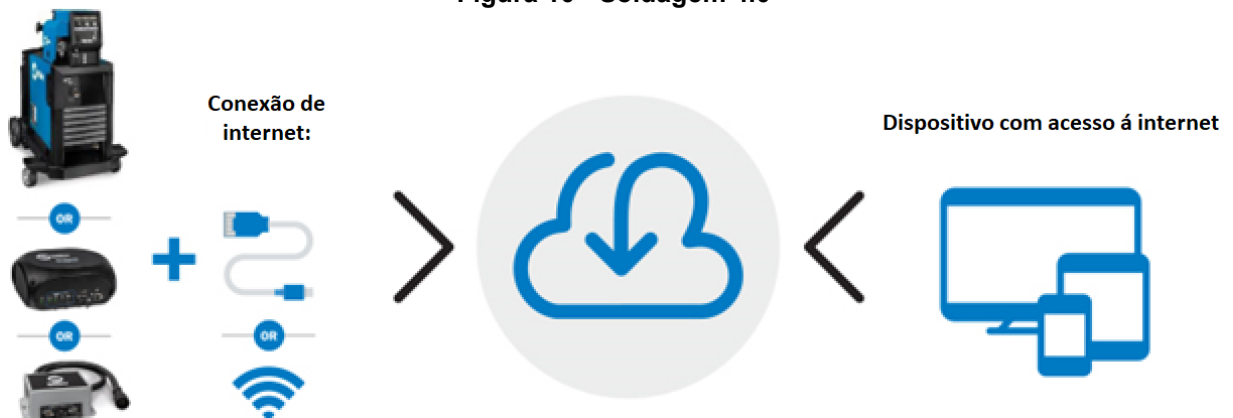 Conexão de
internet:
Dispositivo com acesso á internet
OR
OR
OR